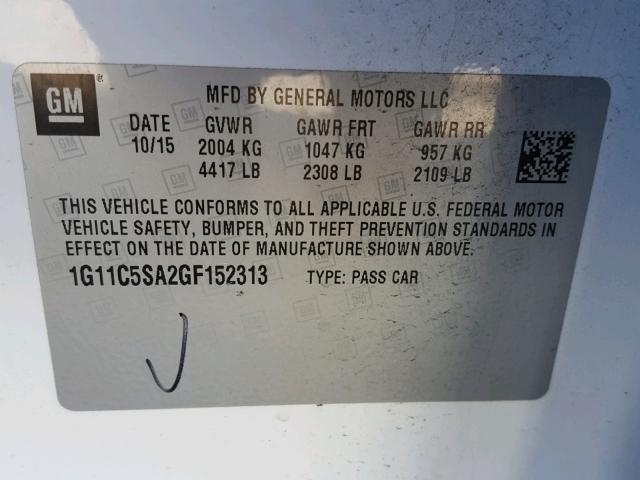 GM ®
MFD BY GENERAL MOTORS LLC
DATE GVWR GAWR FRT GAWR RR
10/15 2004 KG 1047 KG 957 KG
4417 LB 2308 LB 2109 LB
THIS VEHICLE CONFORMS TO ALL APPLICABLE U.S. FEDERAL MOTOR
VEHICLE SAFETY, BUMPER, AND THEFT PREVENTION STANDARDS IN
EFFECT ON THE DATE OF MANUFACTURE SHOWN ABOVE.
1G11C5SA2GF152313 TYPE: PASS CAR